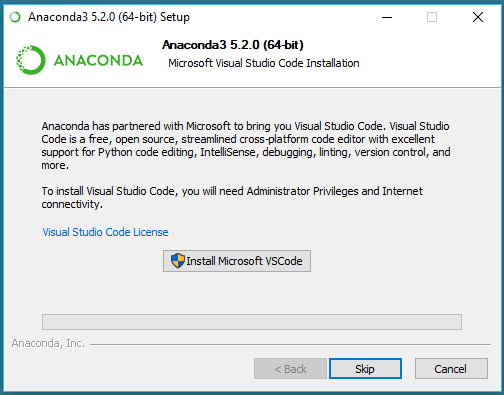 Anaconda3 5.2.0 (64-bit) Setup
ANACONDA
Anaconda3 5.2.0 (64-bit)
Microsoft Visual Studio Code Installation
Anaconda has partnered with Microsoft to bring you Visual Studio Code. Visual Studio
Code is a free, open source, streamlined cross-platform code editor with excellent
support for Python code editing, IntelliSense, debugging, linting, version control, and
more.
To install Visual Studio Code, you will need Administrator Privileges and Internet
connectivity.
Visual Studio Code License
Install Microsoft VSCode
Anaconda, Inc.
< Back
Skip
Cancel